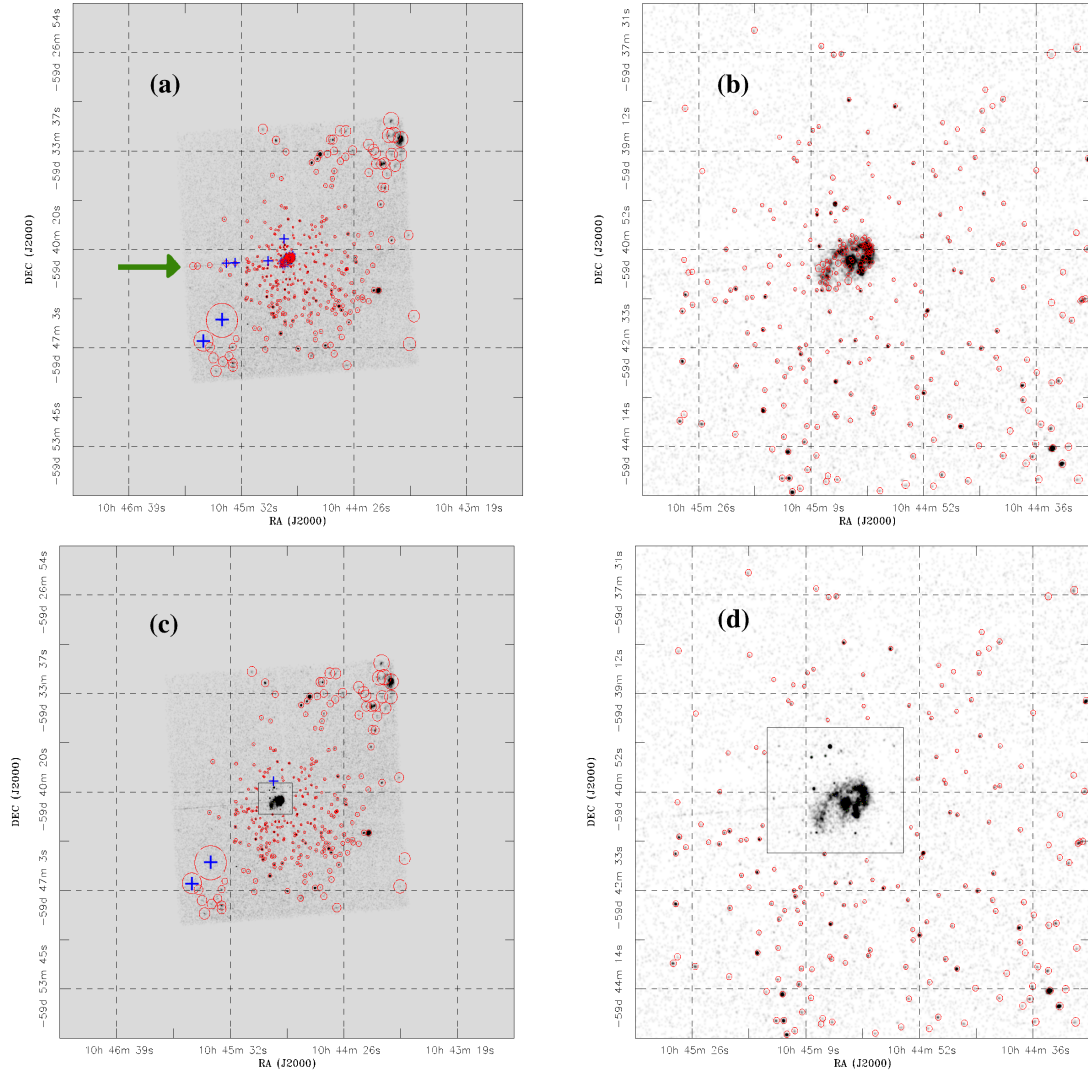 (a)
-59d 26m 54s
-59d 33m 37s
-59d 40m 20s
-59d 47m 3s
-59d 53m 45s
DEC (J2000)
10h 46m 39s 10h 45m 32s 10h 44m 26s 10h 43m 19s
RA (J2000)
(b)
-59d 37m 31s
-59d 39m 12s
-59d 40m 52s
-59d 42m 33s
-59d 44m 14s
DEC (J2000)
10h 45m 26s 10h 45m 9s 10h 44m 52s 10h 44m 36s
RA (J2000)
(c)
-59d 26m 54s
-59d 33m 37s
-59d 40m 20s
-59d 47m 3s
-59d 53m 45s
DEC (J2000)
10h 46m 39s 10h 45m 32s 10h 44m 26s 10h 43m 19s
RA (J2000)
(d)
-59d 37m 31s
-59d 39m 12s
-59d 40m 52s
-59d 42m 33s
-59d 44m 14s
DEC (J2000)
10h 45m 26s 10h 45m 9s 10h 44m 52s 10h 44m 36s
RA (J2000)